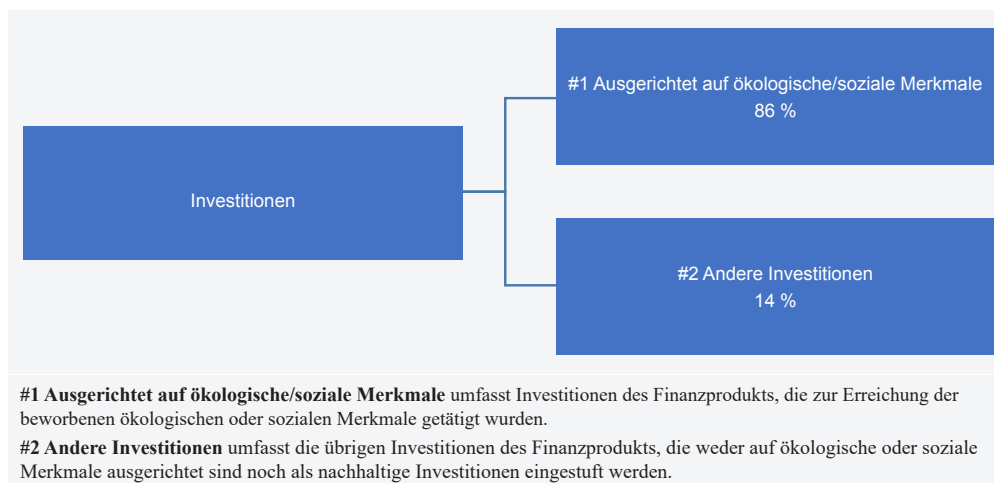 #1 Ausgerichtet auf ökologische/soziale Merkmale
86 %
Investitionen
#2 Andere Investitionen
14 %
#1 Ausgerichtet auf ökologische/soziale Merkmale umfasst Investitionen des Finanzprodukts, die zur Erreichung der
beworbenen ökologischen oder sozialen Merkmale getätigt wurden.
#2 Andere Investitionen umfasst die übrigen Investitionen des Finanzprodukts, die weder auf ökologische oder soziale
Merkmale ausgerichtet sind noch als nachhaltige Investitionen eingestuft werden.